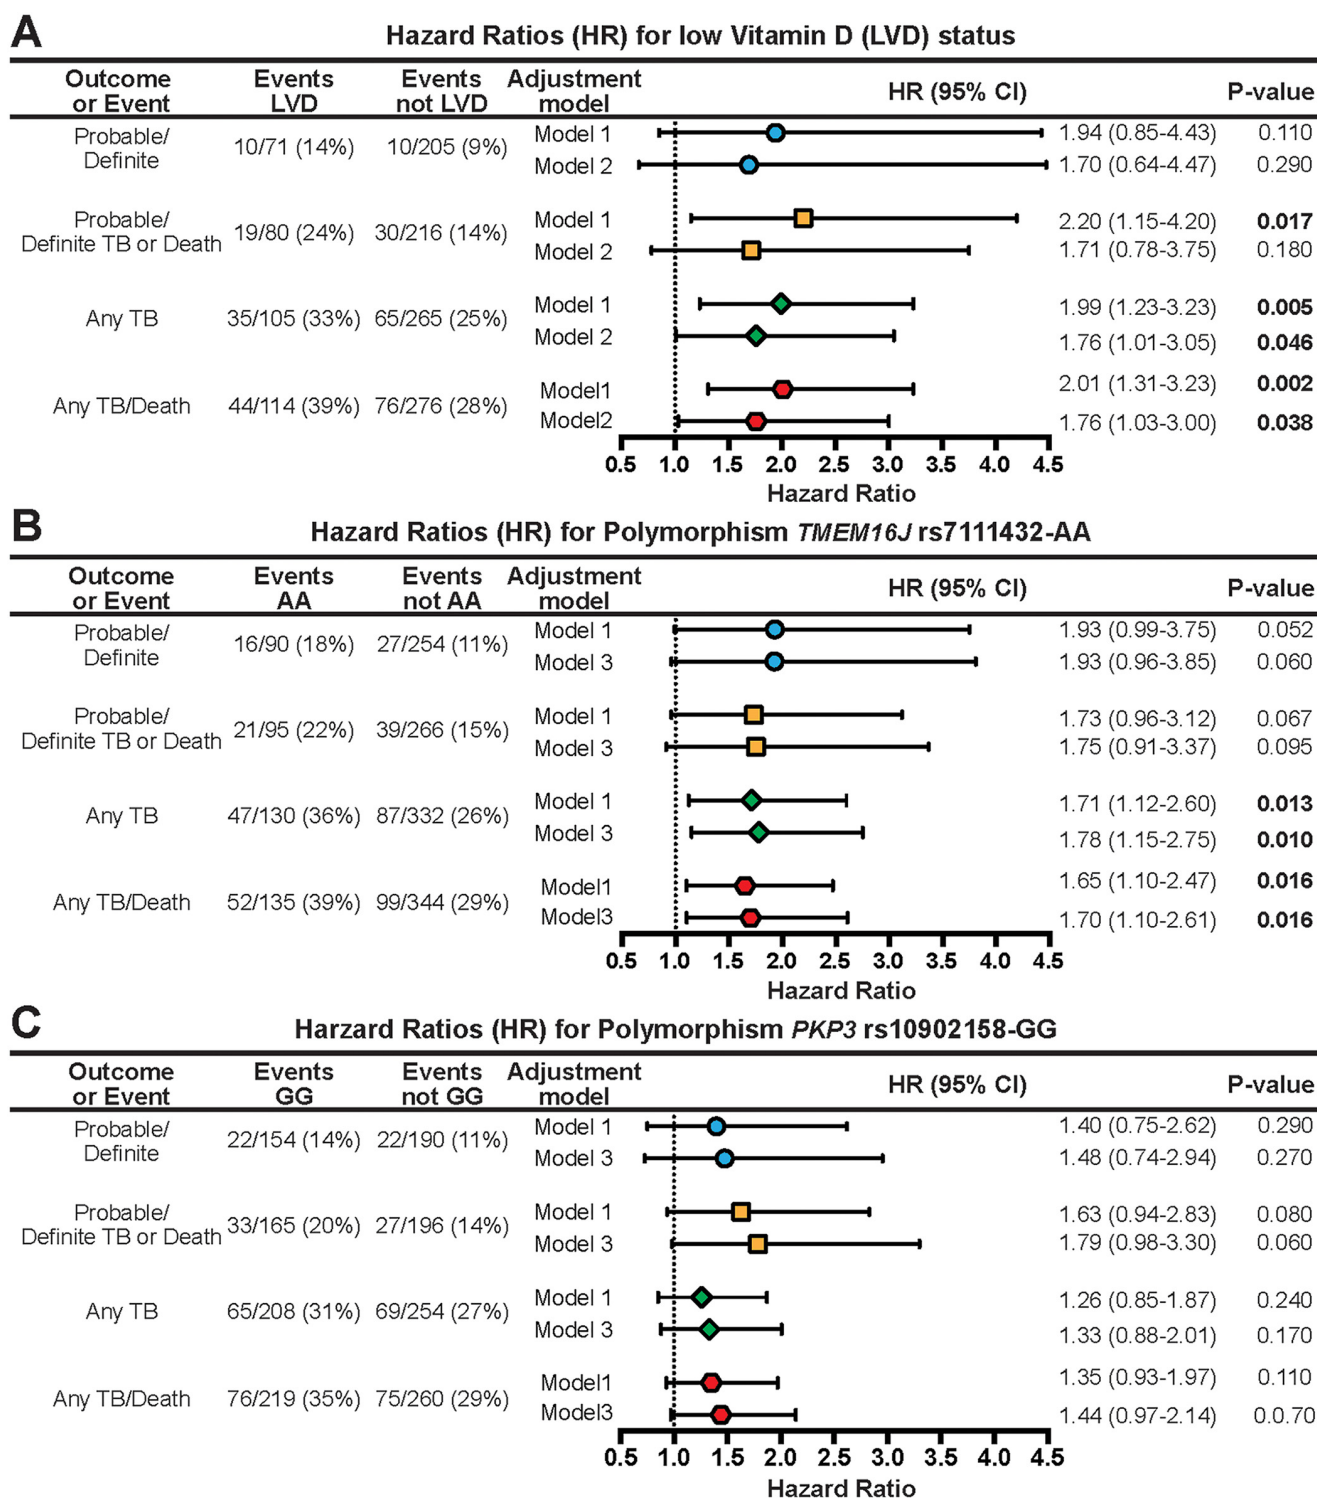 A
Hazard Ratios (HR) for low Vitamin D (LVD) status
Outcome or Event Events LVD Events not LVD Adjustment model HR (95% CI) P-value
Probable/ Definite 10/71 (14%) 10/205 (9%) Model 1 1.94 (0.85-4.43) 0.110
Model 2 1.70 (0.64-4.47) 0.290
Probable/ Definite TB or Death 19/80 (24%) 30/216 (14%) Model 1 2.20 (1.15-4.20) 0.017
Model 2 1.71 (0.78-3.75) 0.180
Any TB 35/105 (33%) 65/265 (25%) Model 1 1.99 (1.23-3.23) 0.005
Model 2 1.76 (1.01-3.05) 0.046
Any TB/Death 44/114 (39%) 76/276 (28%) Model1 2.01 (1.31-3.23) 0.002
Model2 1.76 (1.03-3.00) 0.038
0.5 1.0 1.5 2.0 2.5 3.0 3.5 4.0 4.5
Hazard Ratio
B
Hazard Ratios (HR) for Polymorphism TMEM16J rs7111432-AA
Outcome or Event Events AA Events not AA Adjustment model HR (95% CI) P-value
Probable/ Definite 16/90 (18%) 27/254 (11%) Model 1 1.93 (0.99-3.75) 0.052
Model 3 1.93 (0.96-3.85) 0.060
Probable/ Definite TB or Death 21/95 (22%) 39/266 (15%) Model 1 1.73 (0.96-3.12) 0.067
Model 3 1.75 (0.91-3.37) 0.095
Any TB 47/130 (36%) 87/332 (26%) Model 1 1.71 (1.12-2.60) 0.013
Model 3 1.78 (1.15-2.75) 0.010
Any TB/Death 52/135 (39%) 99/344 (29%) Model1 1.65 (1.10-2.47) 0.016
Model3 1.70 (1.10-2.61) 0.016
0.5 1.0 1.5 2.0 2.5 3.0 3.5 4.0 4.5
Hazard Ratio
C
Harzard Ratios (HR) for Polymorphism PKP3 rs10902158-GG
Outcome or Event Events GG Events not GG Adjustment model HR (95% CI) P-value
Probable/ Definite 22/154 (14%) 22/190 (11%) Model 1 1.40 (0.75-2.62) 0.290
Model 3 1.48 (0.74-2.94) 0.270
Probable/ Definite TB or Death 33/165 (20%) 27/196 (14%) Model 1 1.63 (0.94-2.83) 0.080
Model 3 1.79 (0.98-3.30) 0.060
Any TB 65/208 (31%) 69/254 (27%) Model 1 1.26 (0.85-1.87) 0.240
Model 3 1.33 (0.88-2.01) 0.170
Any TB/Death 76/219 (35%) 75/260 (29%) Model1 1.35 (0.93-1.97) 0.110
Model3 1.44 (0.97-2.14) 0.0.70
0.5 1.0 1.5 2.0 2.5 3.0 3.5 4.0 4.5
Hazard Ratio